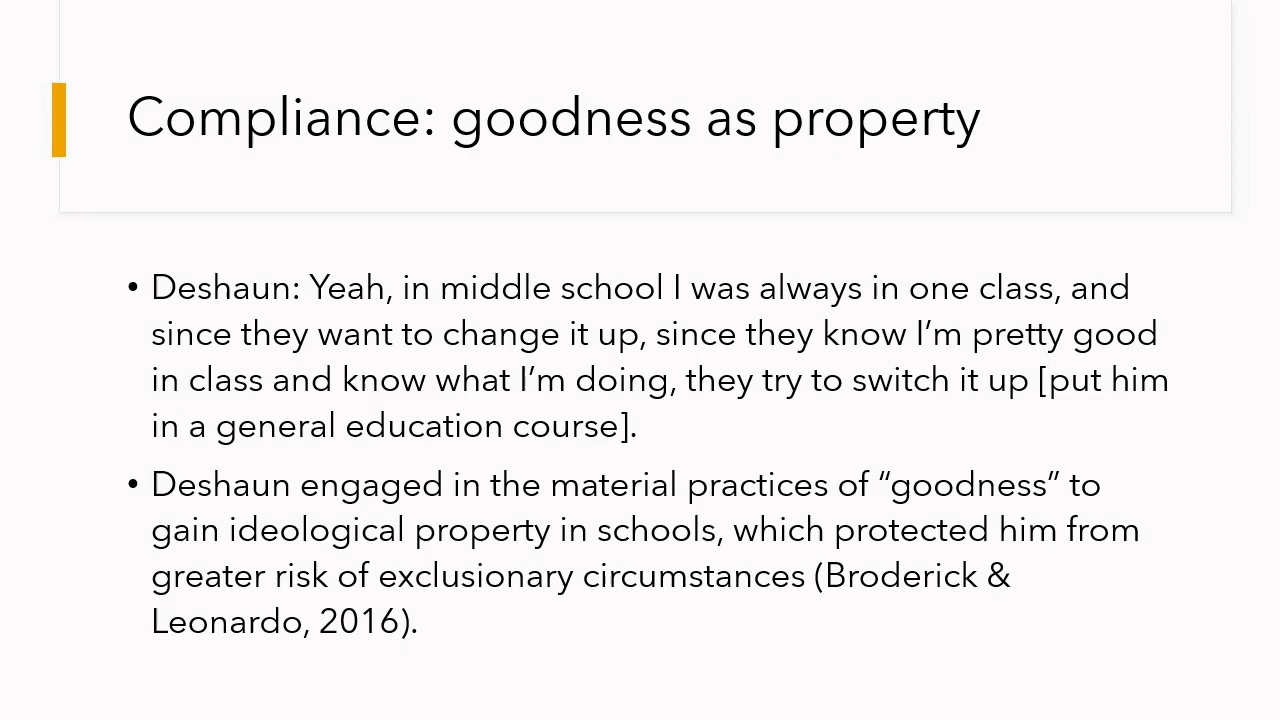 Compliance: goodness as property
• Deshaun: Yeah, in middle school I was always in one class, and
since they want to change it up, since they know I’m pretty good
in class and know what I’m doing, they try to switch it up [put him
in a general education course].
• Deshaun engaged in the material practices of “goodness” to
gain ideological property in schools, which protected him from
greater risk of exclusionary circumstances (Broderick &
Leonardo, 2016).